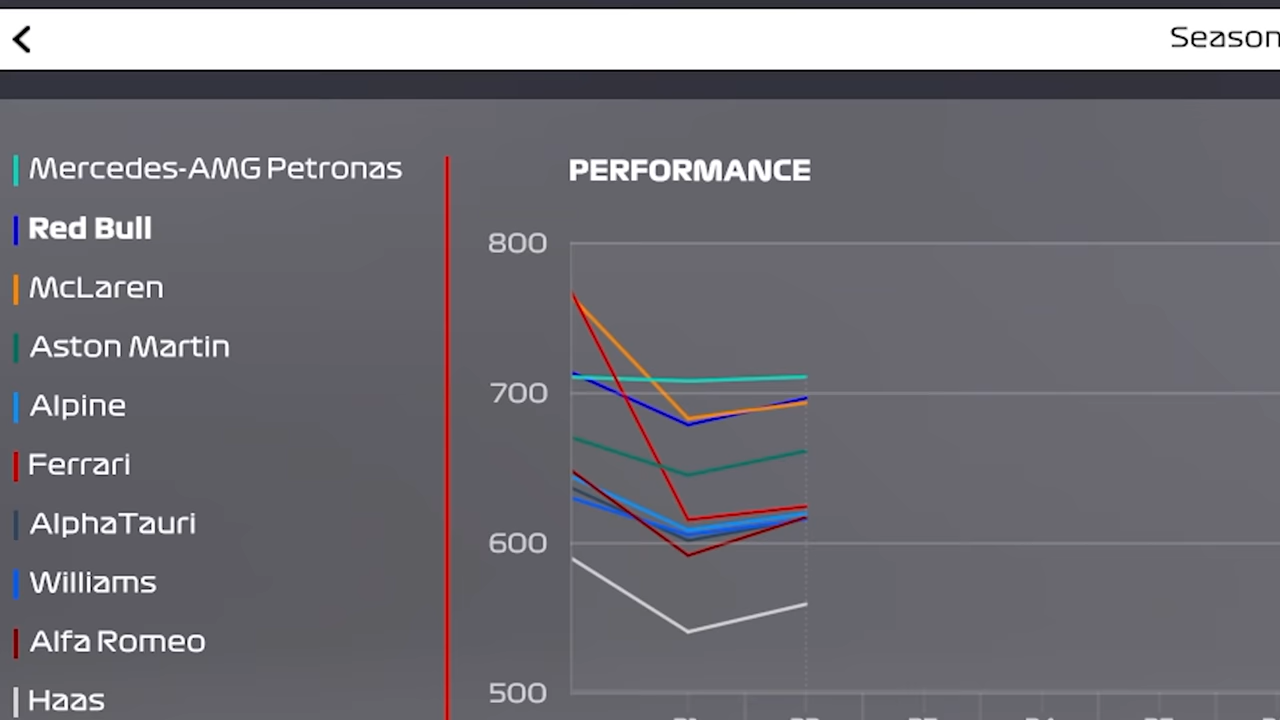 Season
Mercedes-AMG Petronas
Red Bull
McLaren
Aston Martin
Alpine
Ferrari
AlphaTauri
Williams
Alfa Romeo
Haas
PERFORMANCE
800
700
600
500